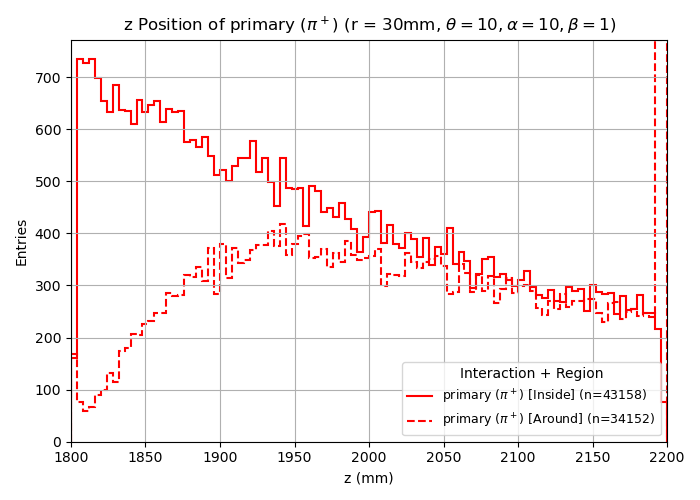 z Position of primary (π⁺) (r = 30mm, θ = 10, α = 10, β = 1)
Entries
700
600
500
400
300
200
100
0
1800 1850 1900 1950 2000 2050 2100 2150 2200
z (mm)
Interaction + Region
primary (π⁺) [Inside] (n=43158)
primary (π⁺) [Around] (n=34152)